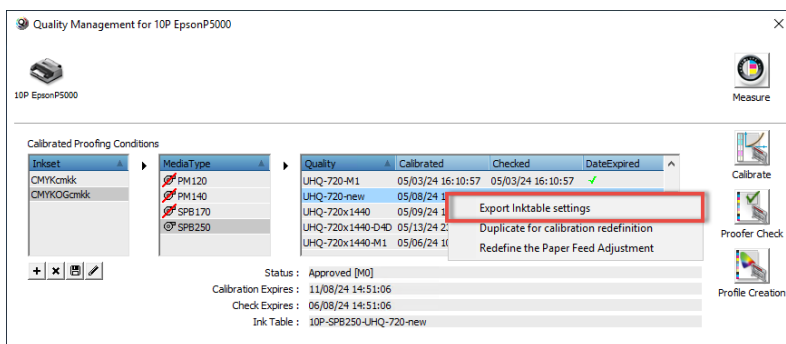 Quality Management for 10P EpsonP5000
10P EpsonP5000
Measure
Calibrated Proofing Conditions
Inkset MediaType Quality Calibrated Checked DateExpired
CMYKcmkk PM120 UHQ-720-M1 05/03/24 16:10:57 05/03/24 16:10:57
CMYKOGcmkk PM140 UHQ-720-new 05/08/24 1
SPB170 UHQ-720x1440 05/09/24 1
SPB250 UHQ-720x1440-D4D 05/13/24 2
UHQ-720x1440-M1 05/06/24 10
Export Inktable settings
Duplicate for calibration redefinition
Redefine the Paper Feed Adjustment
Calibrate
Proofer Check
Profile Creation
Status : Approved [M0]
Calibration Expires : 11/08/24 14:51:06
Check Expires : 06/08/24 14:51:06
Ink Table : 10P-SPB250-UHQ-720-new